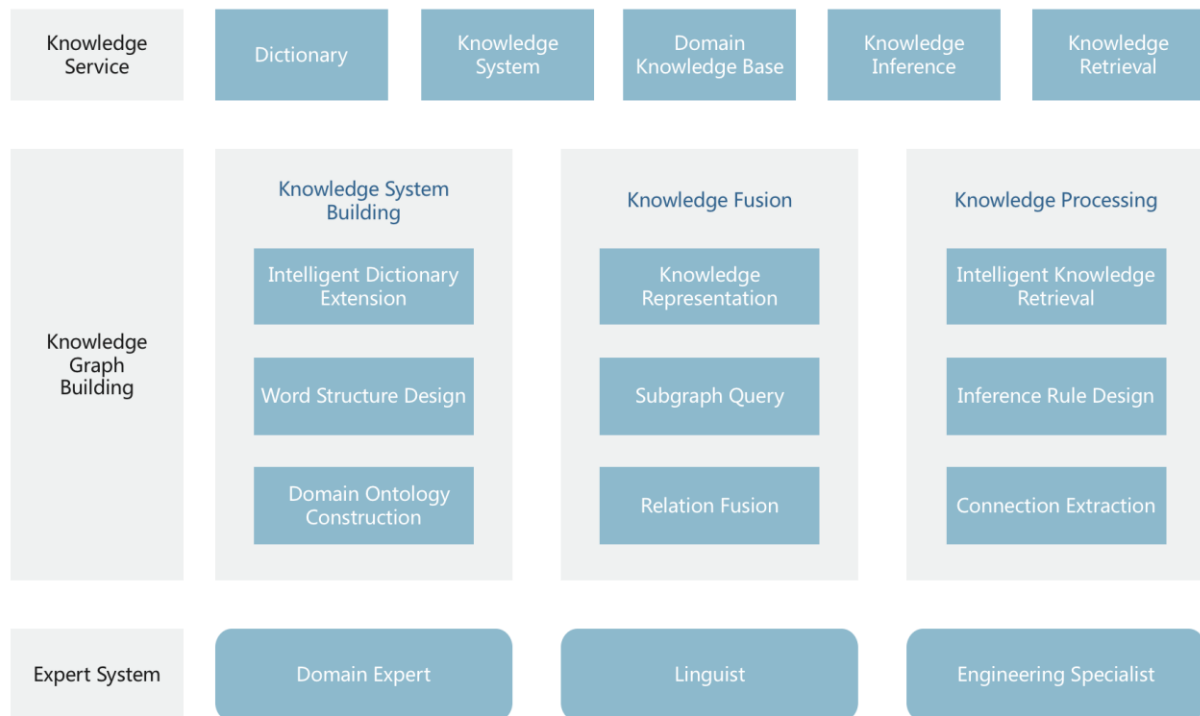 Knowledge
Service
Dictionary
Knowledge
System
Domain
Knowledge Base
Knowledge
Inference
Knowledge
Retrieval
Knowledge
Graph
Building
Knowledge System
Building
Intelligent Dictionary
Extension
Word Structure Design
Domain Ontology
Construction
Knowledge Fusion
Knowledge
Representation
Subgraph Query
Relation Fusion
Knowledge Processing
Intelligent Knowledge
Retrieval
Inference Rule Design
Connection Extraction
Expert System
Domain Expert
Linguist
Engineering Specialist